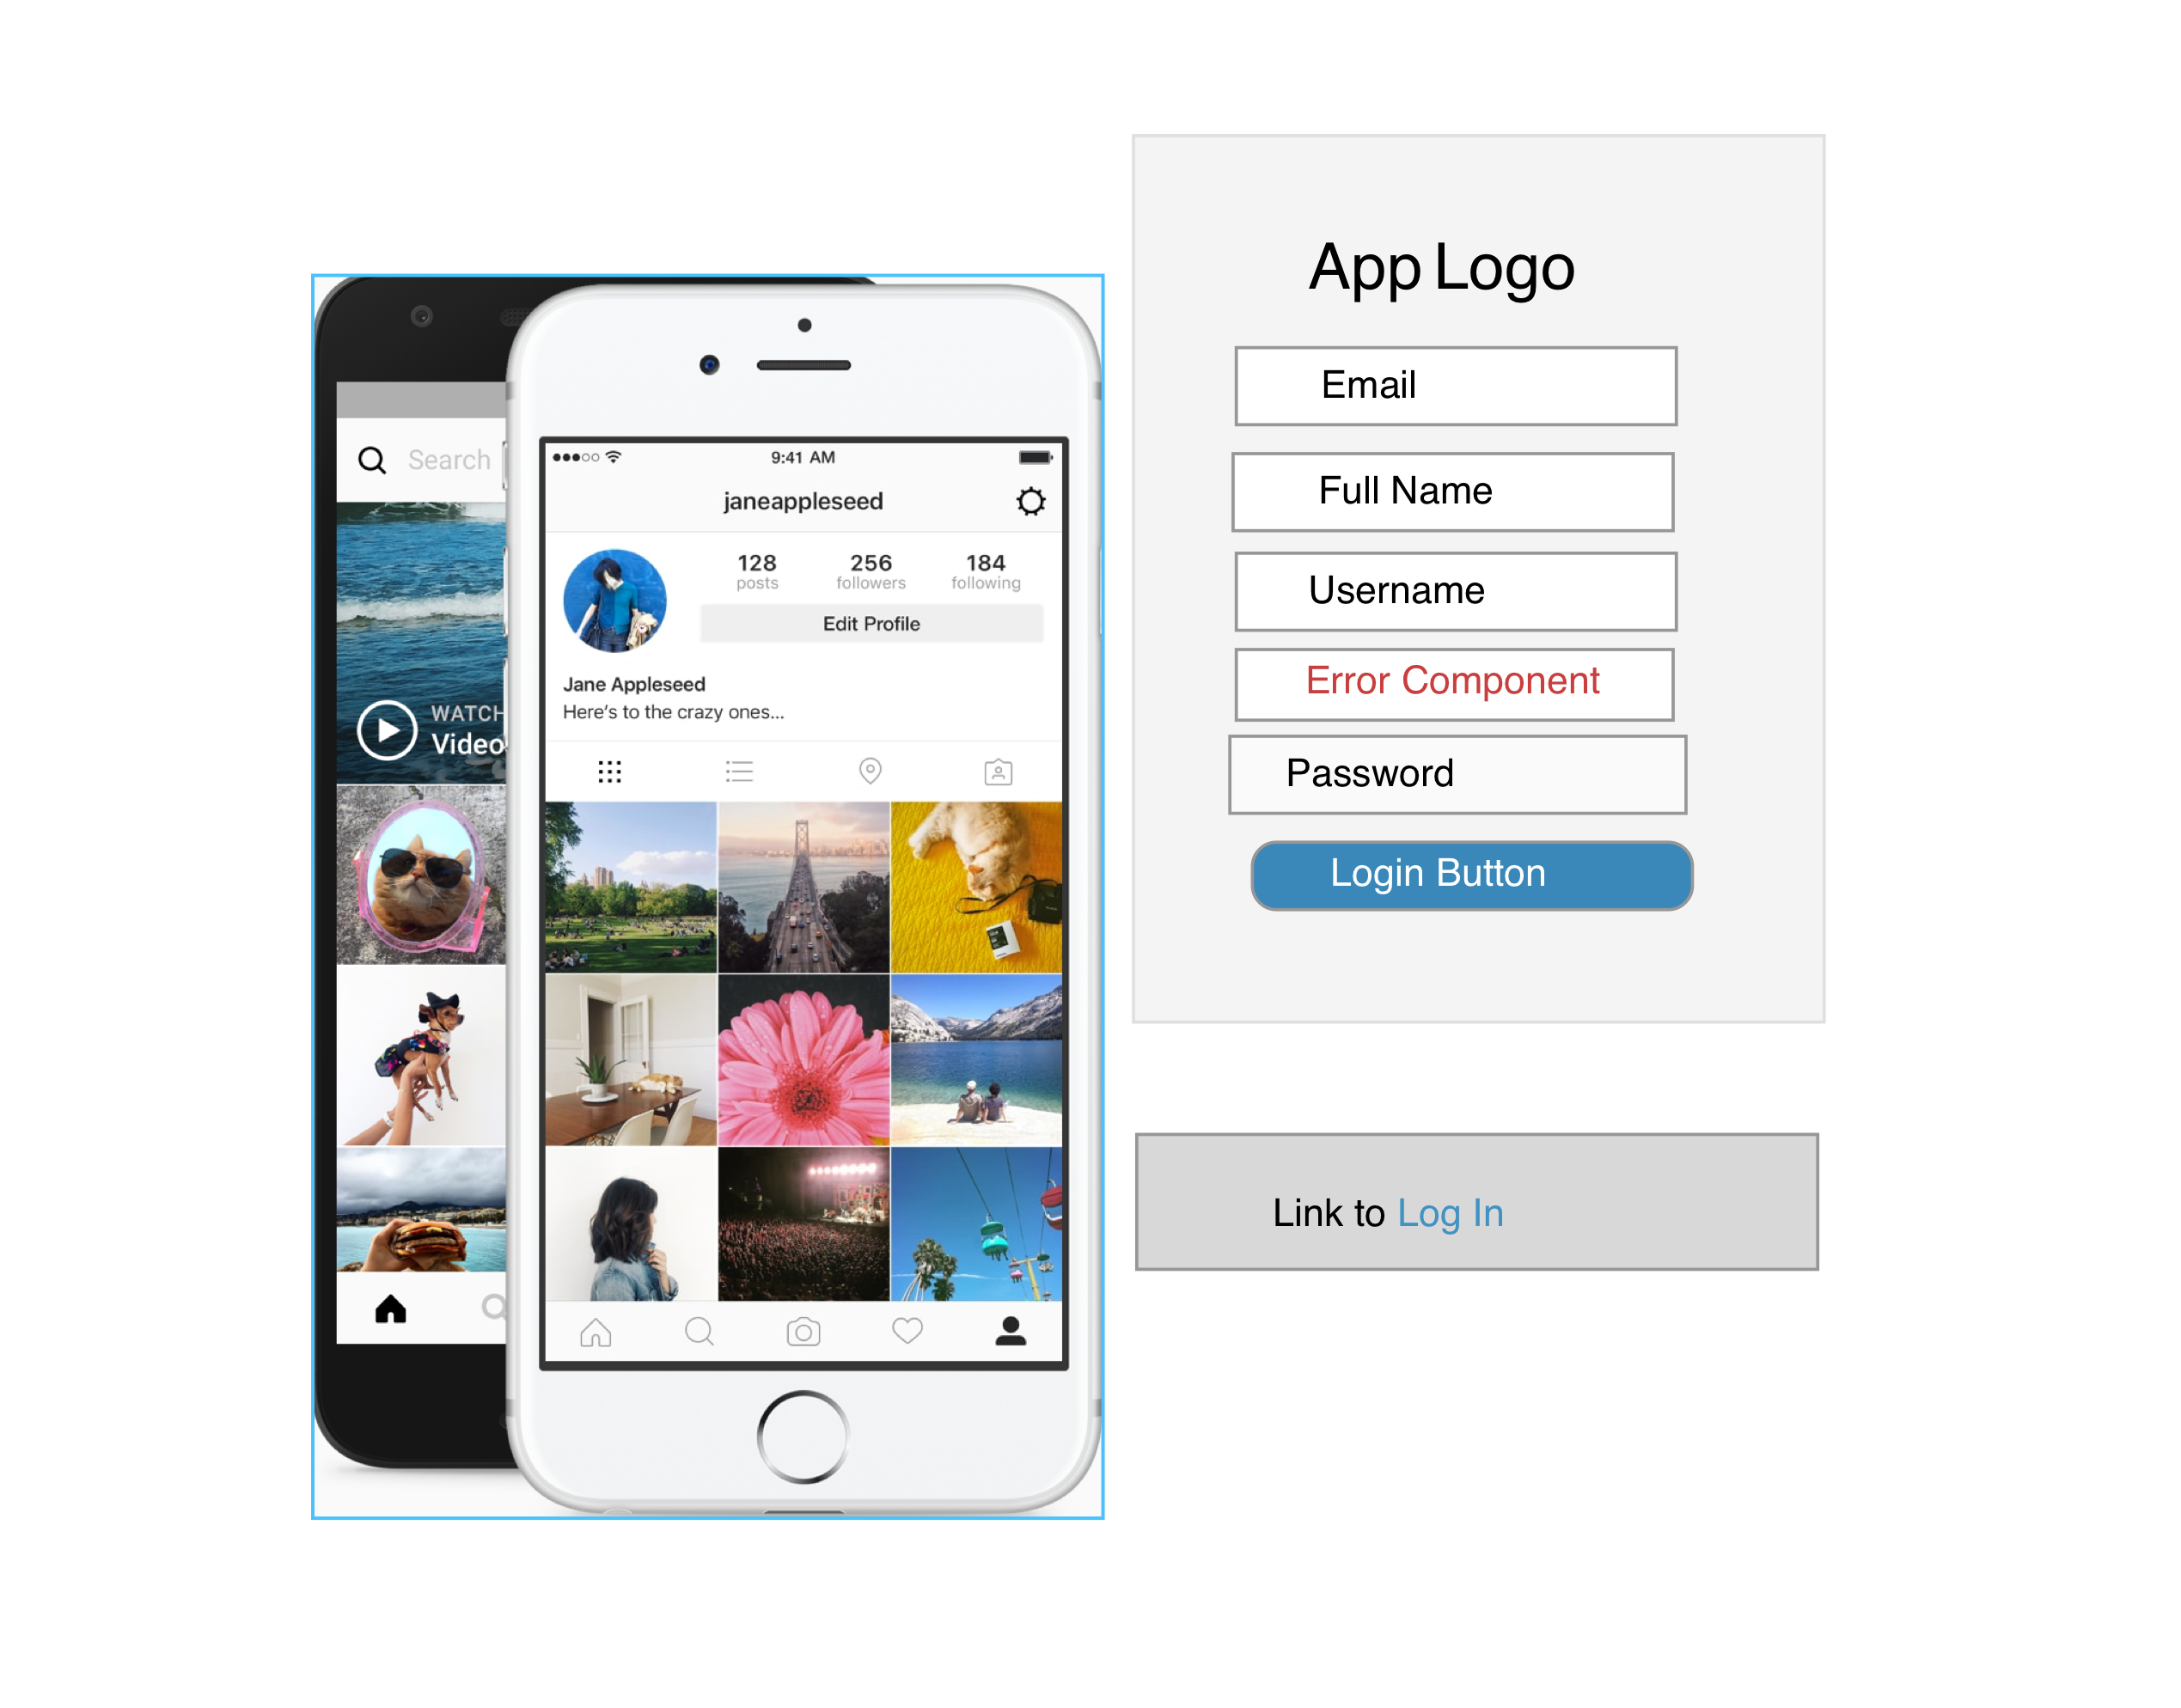 Search
WATCH
Video
9:41 AM
janeappleseed
128 256 184
posts followers following
Edit Profile
Jane Appleseed
Here's to the crazy ones...
App Logo
Email
Full Name
Username
Error Component
Password
Login Button
Link to Log In